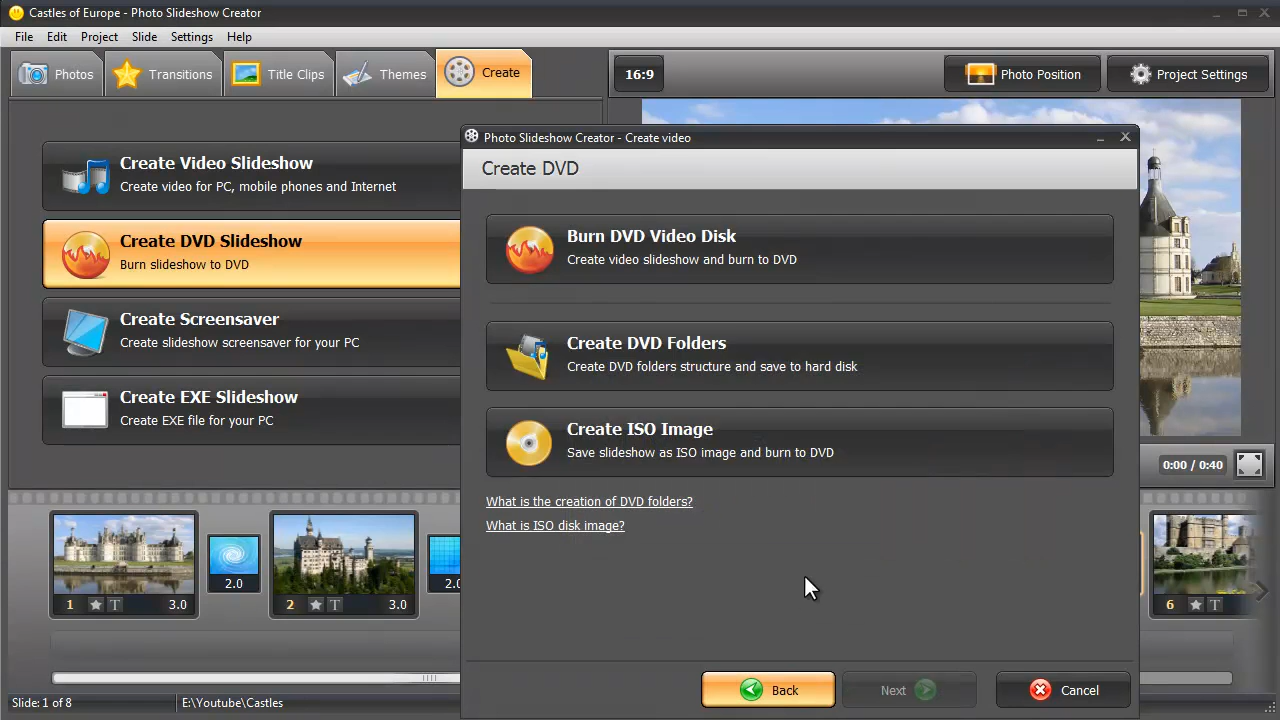 Castles of Europe - Photo Slideshow Creator
File Edit Project Slide Settings Help
Photos Transitions Title Clips Themes Create
16:9 Photo Position Project Settings
Create Video Slideshow
Create video for PC, mobile phones and Internet
Create DVD Slideshow
Burn slideshow to DVD
Create Screensaver
Create slideshow screensaver for your PC
Create EXE Slideshow
Create EXE file for your PC
Photo Slideshow Creator - Create video
Create DVD
Burn DVD Video Disk
Create video slideshow and burn to DVD
Create DVD Folders
Create DVD folders structure and save to hard disk
Create ISO Image
Save slideshow as ISO image and burn to DVD
What is the creation of DVD folders?
What is ISO disk image?
Back Next Cancel
0:00 / 0:40
2.0 2.0
1 T 3.0 2 T 3.0 6 T
Slide: 1 of 8 E:\Youtube\Castles